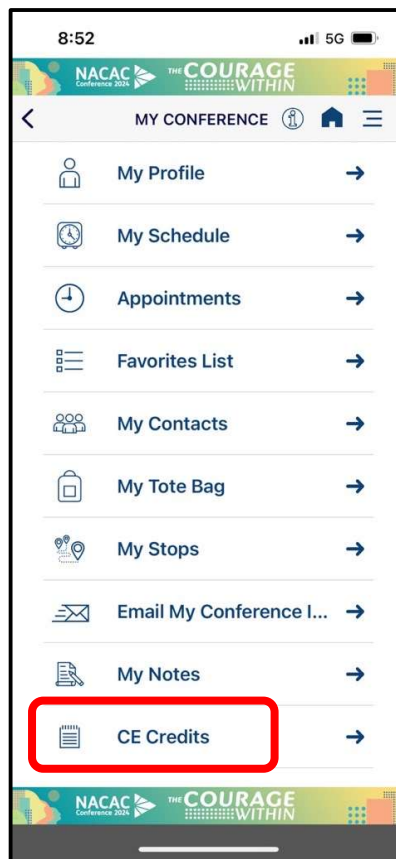 8:52
5G
NACAC THE COURAGE
Conference 2024 WITHIN
MY CONFERENCE
My Profile
My Schedule
Appointments
Favorites List
My Contacts
My Tote Bag
My Stops
Email My Conference I...
My Notes
CE Credits
NACAC THE COURAGE
Conference 2024 WITHIN